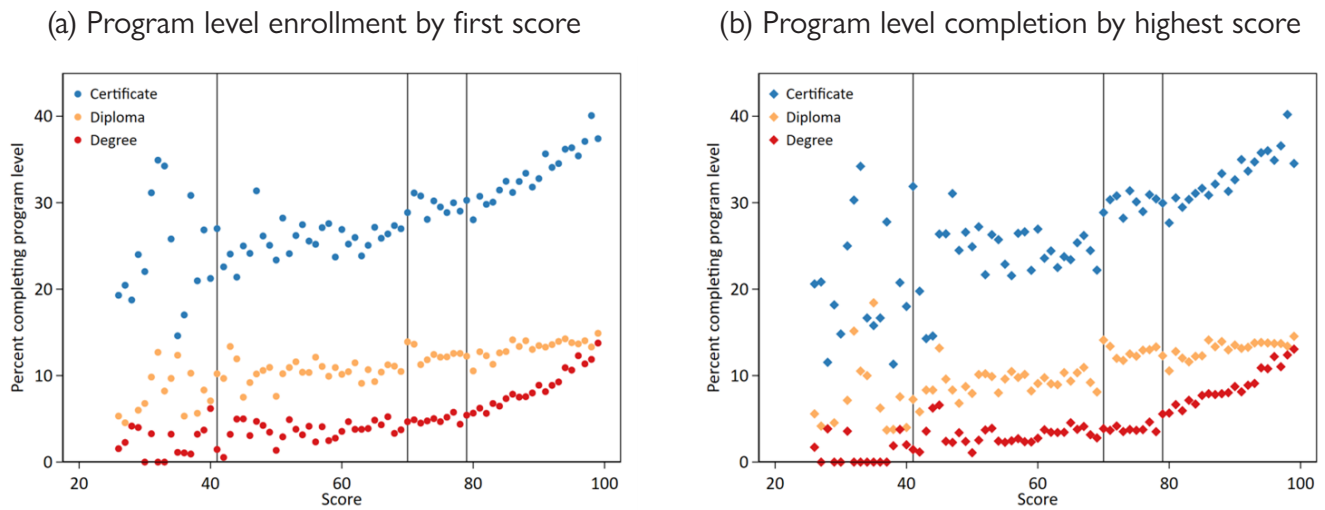 (a) Program level enrollment by first score
(b) Program level completion by highest score
Percent completing program level
40
30
20
10
0
Certificate
Diploma
Degree
20
40
60
80
100
Score
Percent completing program level
40
30
20
10
0
Certificate
Diploma
Degree
20
40
60
80
100
Score